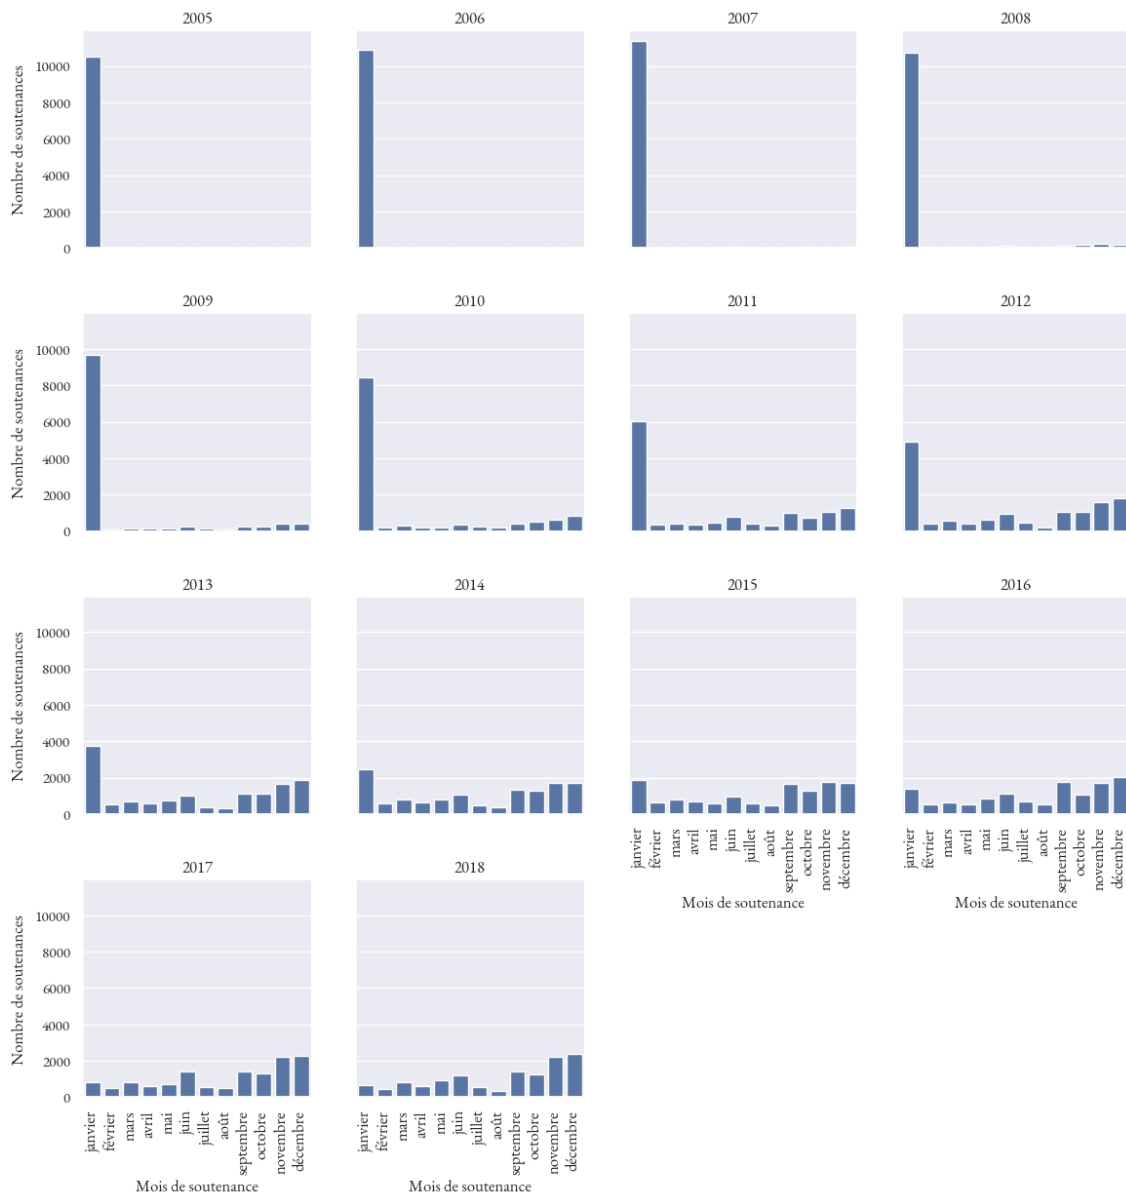 2005 2006 2007 2008
Nombre de soutenances
10000
8000
6000
4000
2000
0
2009 2010 2011 2012
Nombre de soutenances
10000
8000
6000
4000
2000
0
2013 2014 2015 2016
Nombre de soutenances
10000
8000
6000
4000
2000
0
janvier février mars avril mai juin juillet août septembre octobre novembre décembre
janvier février mars avril mai juin juillet août septembre octobre novembre décembre
Mois de soutenance Mois de soutenance
2017 2018
Nombre de soutenances
10000
8000
6000
4000
2000
0
janvier février mars avril mai juin juillet août septembre octobre novembre décembre
janvier février mars avril mai juin juillet août septembre octobre novembre décembre
Mois de soutenance Mois de soutenance